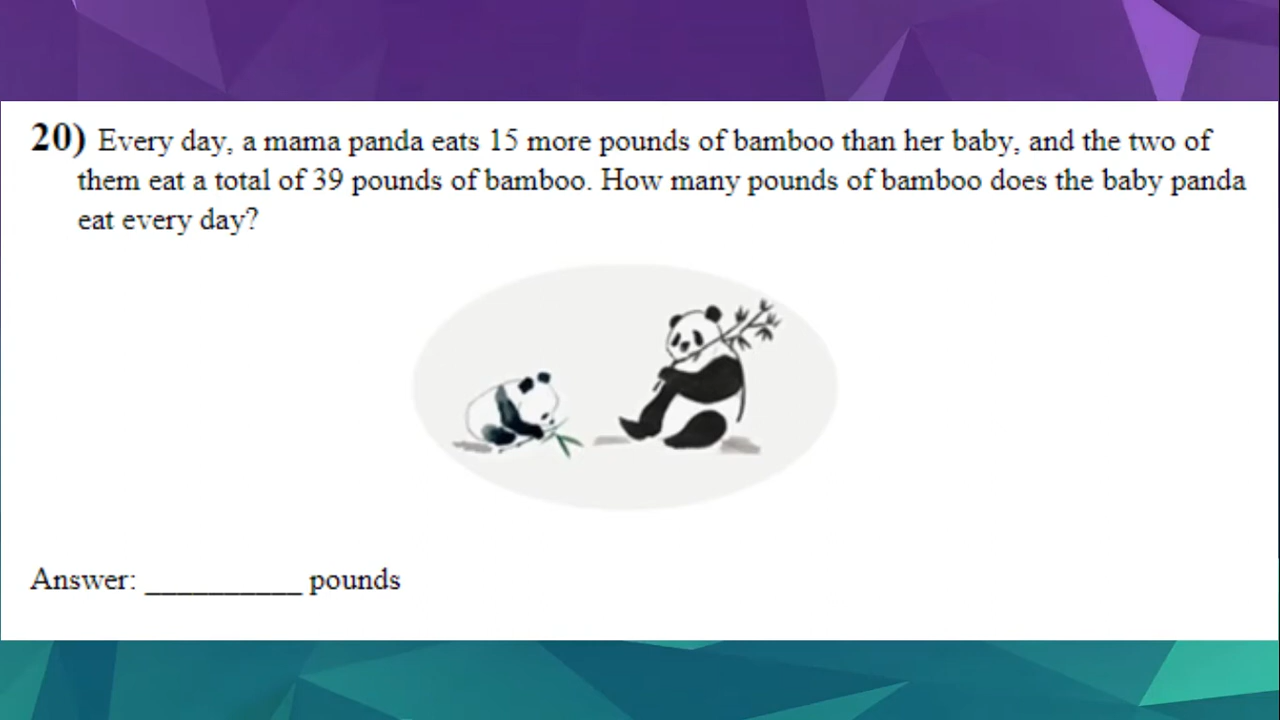 20) Every day, a mama panda eats 15 more pounds of bamboo than her baby, and the two of
them eat a total of 39 pounds of bamboo. How many pounds of bamboo does the baby panda
eat every day?
Answer: __________ pounds